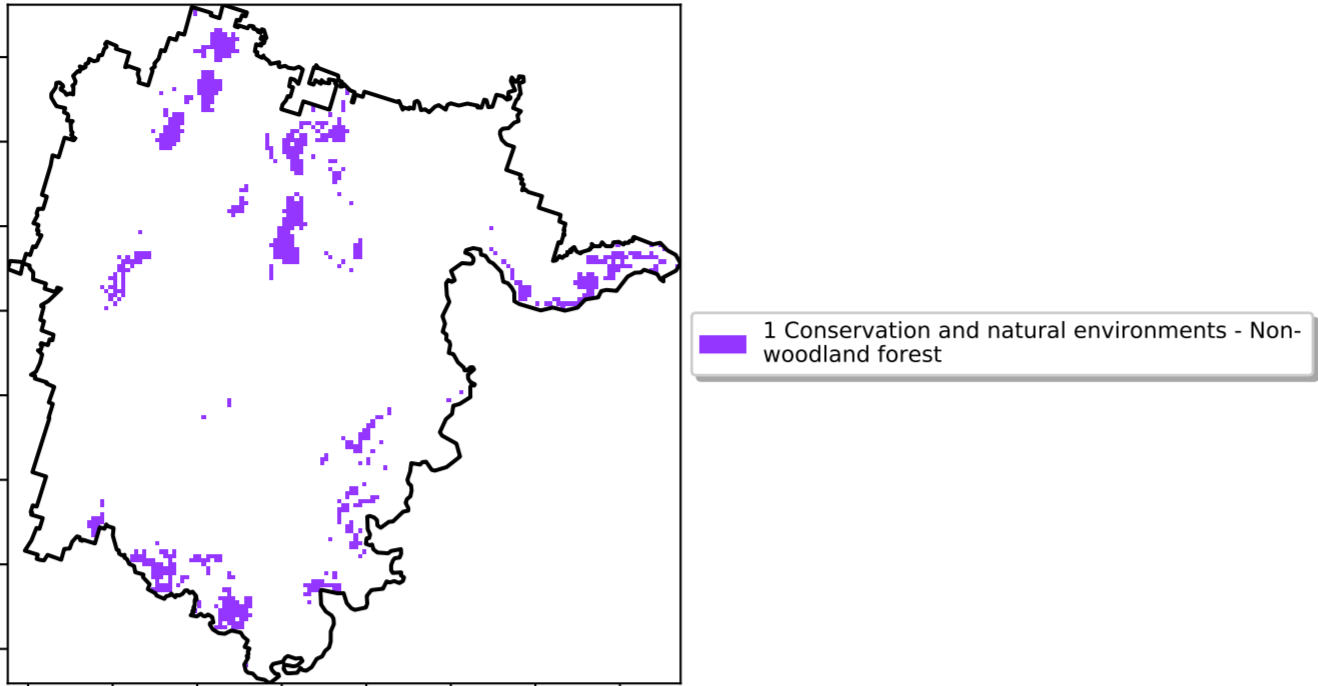 1 Conservation and natural environments - Non-
woodland forest